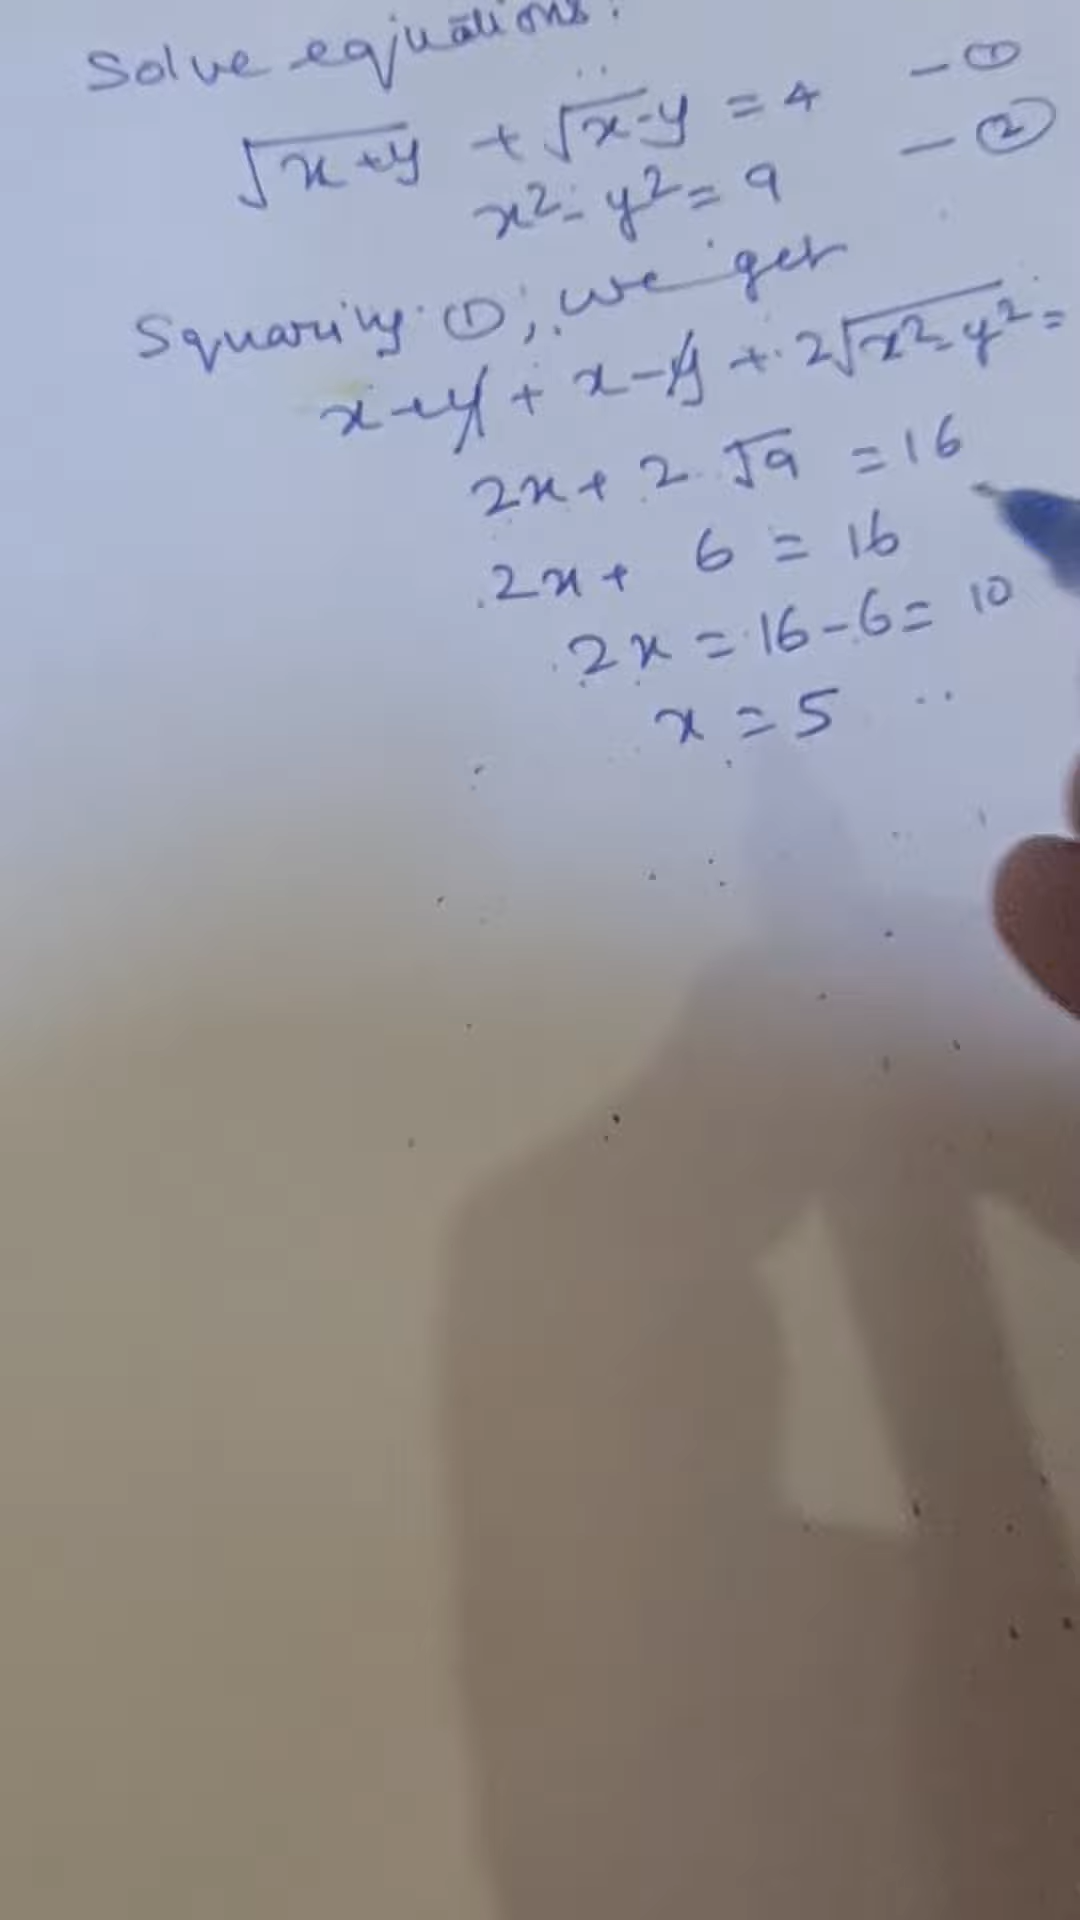 Solve equations:
√x+y + √x-y = 4 - ①
x² - y² = 9 - ②
Squaring ①, we get
x+y + x-y + 2√x²-y² =
2x + 2 √9 = 16
2x + 6 = 16
2x = 16-6 = 10
x = 5